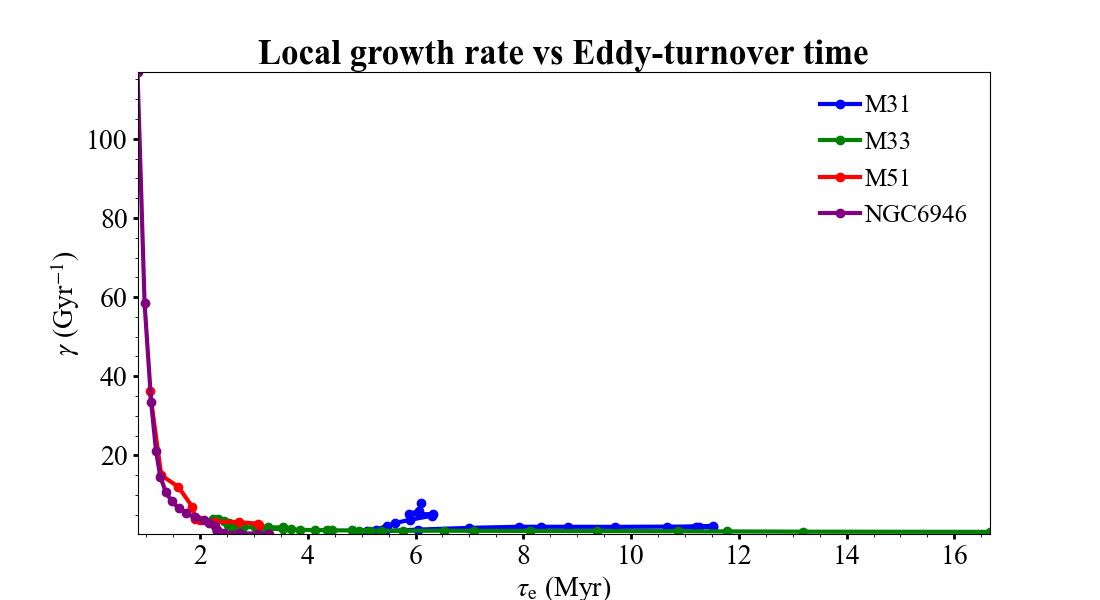 Local growth rate vs Eddy-turnover time
M31
M33
M51
NGC6946
100
80
60
40
20
γ (Gyr⁻¹)
2 4 6 8 10 12 14 16
τₑ (Myr)